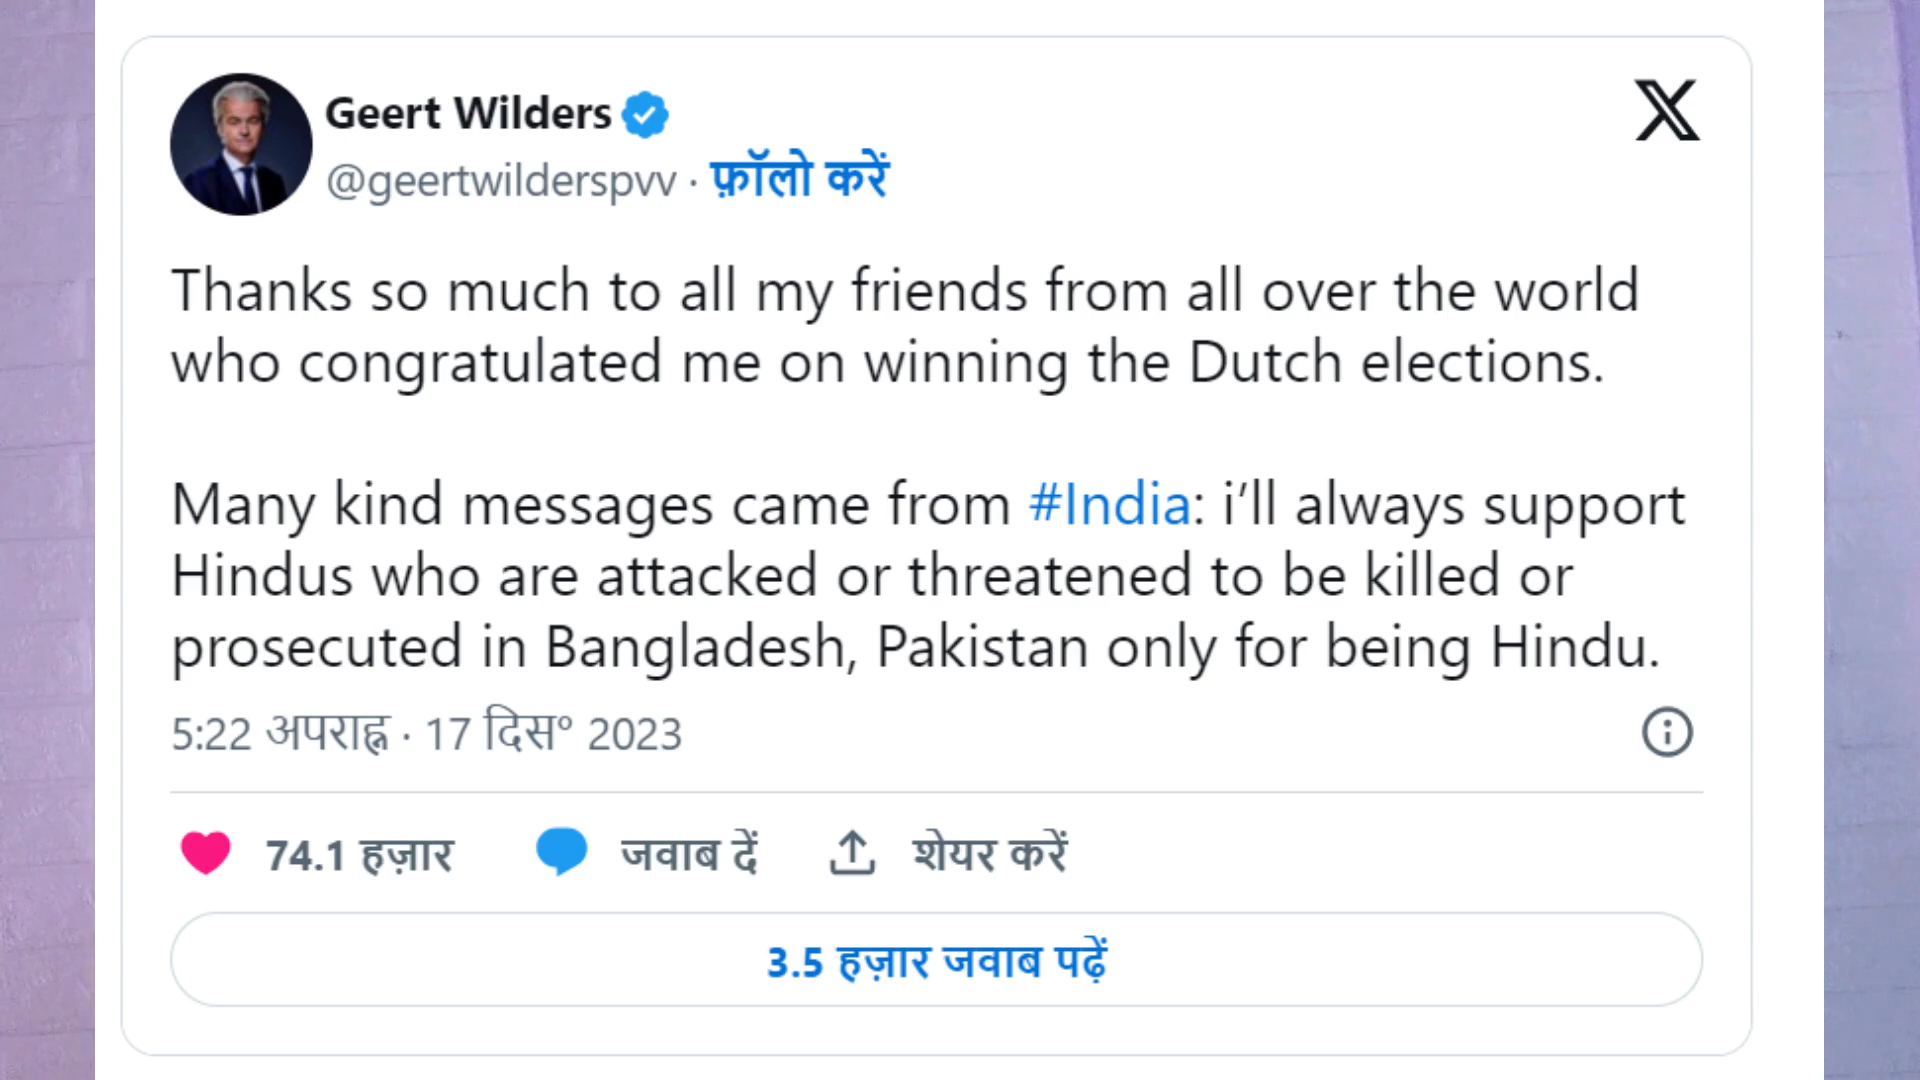 Geert Wilders
@geertwilderspvv · फ़ॉलो करें
Thanks so much to all my friends from all over the world
who congratulated me on winning the Dutch elections.
Many kind messages came from #India: i’ll always support
Hindus who are attacked or threatened to be killed or
prosecuted in Bangladesh, Pakistan only for being Hindu.
5:22 अपराह्न · 17 दिस॰ 2023
74.1 हज़ार जवाब दें शेयर करें
3.5 हज़ार जवाब पढ़ें